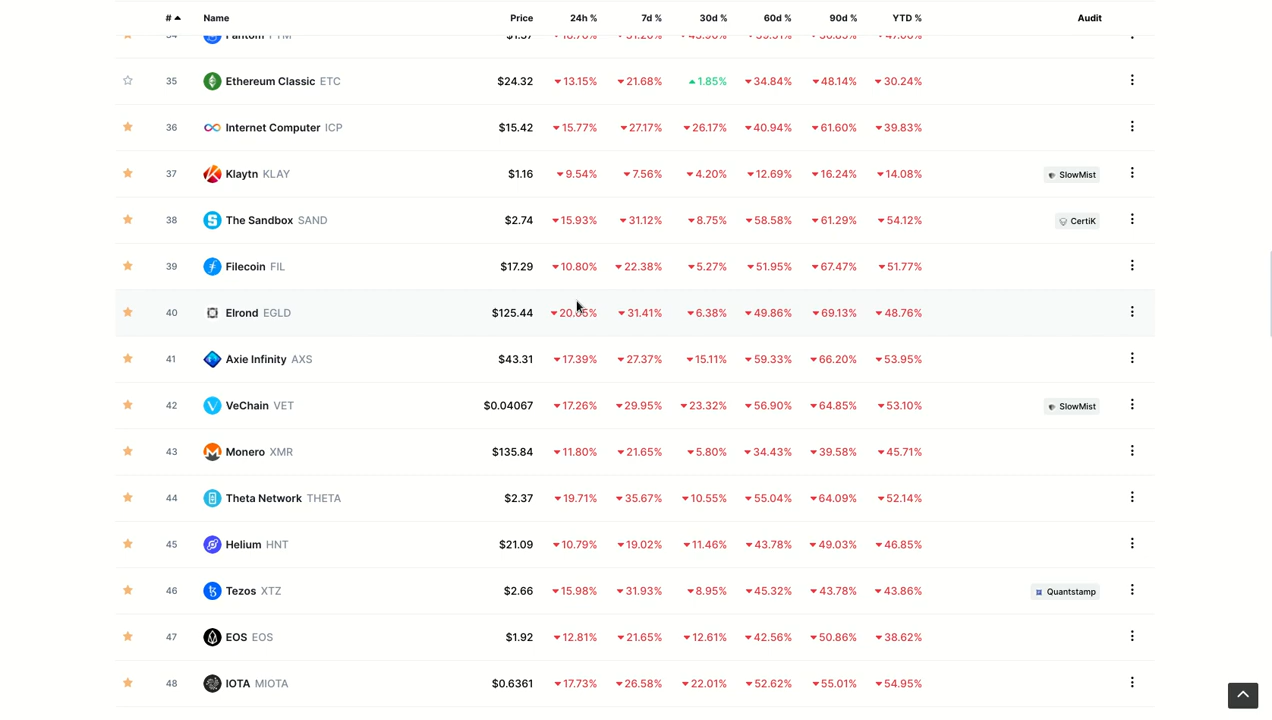 # Name Price 24h % 7d % 30d % 60d % 90d % YTD % Audit
35 Ethereum Classic ETC $24.32 13.15% 21.68% 1.85% 34.84% 48.14% 30.24%
36 Internet Computer ICP $15.42 15.77% 27.17% 26.17% 40.94% 61.60% 39.83%
37 Klaytn KLAY $1.16 9.54% 7.56% 4.20% 12.69% 16.24% 14.08% SlowMist
38 The Sandbox SAND $2.74 15.93% 31.12% 8.75% 58.58% 61.29% 54.12% CertiK
39 Filecoin FIL $17.29 10.80% 22.38% 5.27% 51.95% 67.47% 51.77%
40 Elrond EGLD $125.44 31.41% 6.38% 49.86% 69.13% 48.76%
41 Axie Infinity AXS $43.31 17.39% 27.37% 15.11% 59.33% 66.20% 53.95%
42 VeChain VET $0.04067 17.26% 29.95% 23.32% 56.90% 64.85% 53.10% SlowMist
43 Monero XMR $135.84 11.80% 21.65% 5.80% 34.43% 39.58% 45.71%
44 Theta Network THETA $2.37 19.71% 35.67% 10.55% 55.04% 64.09% 52.14%
45 Helium HNT $21.09 10.79% 19.02% 11.46% 43.78% 49.03% 46.85%
46 Tezos XTZ $2.66 15.98% 31.93% 8.95% 45.32% 43.78% 43.86% Quantstamp
47 EOS EOS $1.92 12.81% 21.65% 12.61% 42.56% 50.86% 38.62%
48 IOTA MIOTA $0.6361 17.73% 26.58% 22.01% 52.62% 55.01% 54.95%